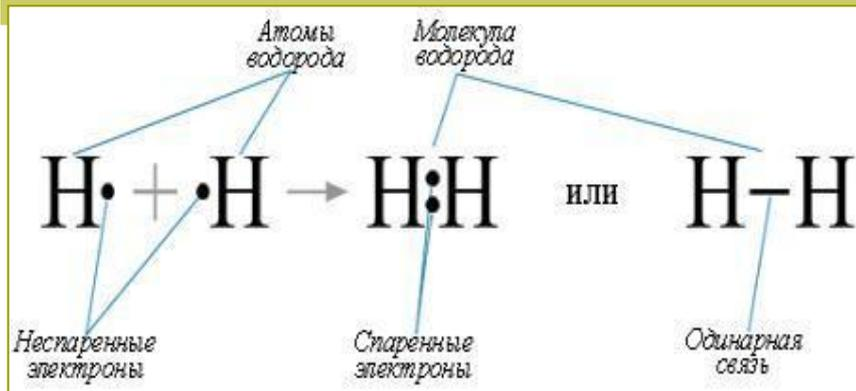 Атомы
водорода
Молекула
водорода
H· + ·H → H:H или H–H
Неспаренные
электроны
Спаренные
электроны
Одинарная
связь